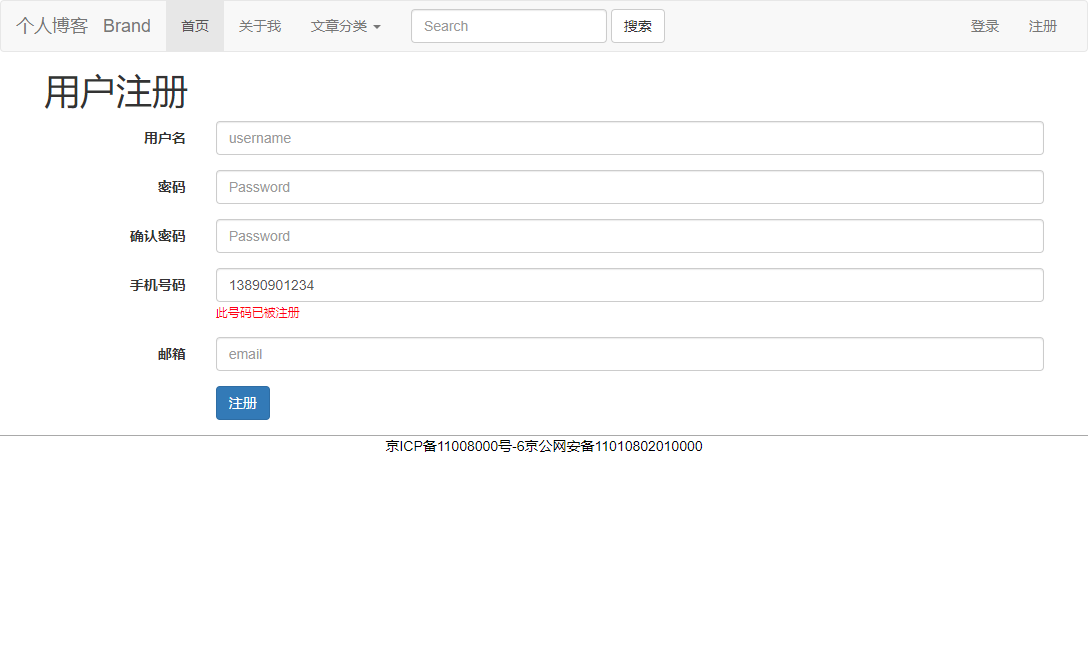 个人博客 Brand 首页 关于我 文章分类 Search 搜索 登录 注册
用户注册
用户名 username
密码 Password
确认密码 Password
手机号码 13890901234
此号码已被注册
邮箱 email
注册
京ICP备11008000号-6京公网安备11010802010000